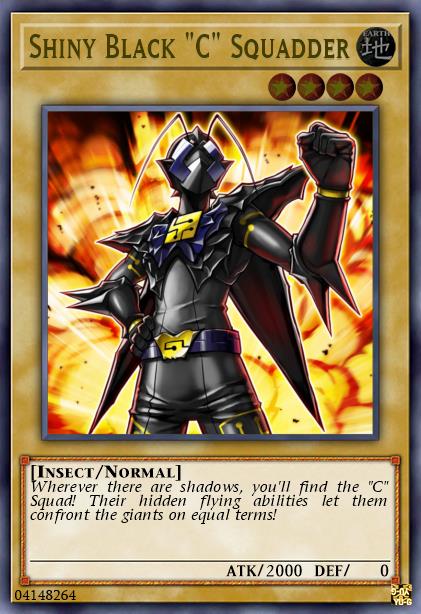 Shiny Black "C" Squadder
EARTH
地
[Insect/Normal]
Wherever there are shadows, you'll find the "C"
Squad! Their hidden flying abilities let them
confront the giants on equal terms!
ATK/2000 DEF/ 0
04148264